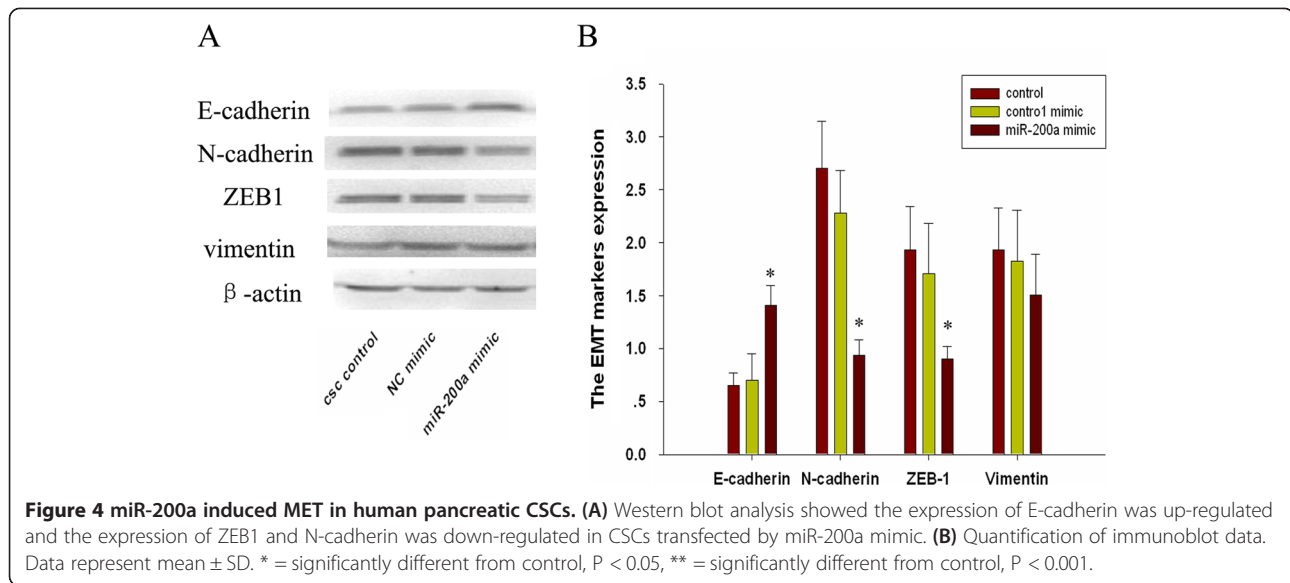 A
E-cadherin
N-cadherin
ZEB1
vimentin
β-actin
csc control
NC mimic
miR-200a mimic
B
control
contro1 mimic
miR-200a mimic
The EMT markers expression
3.5
3.0
2.5
2.0
1.5
1.0
.5
0.0
*
*
*
E-cadherin N-cadherin ZEB-1 Vimentin
Figure 4 miR-200a induced MET in human pancreatic CSCs. (A) Western blot analysis showed the expression of E-cadherin was up-regulated
and the expression of ZEB1 and N-cadherin was down-regulated in CSCs transfected by miR-200a mimic. (B) Quantification of immunoblot data.
Data represent mean ± SD. * = significantly different from control, P < 0.05, ** = significantly different from control, P < 0.001.